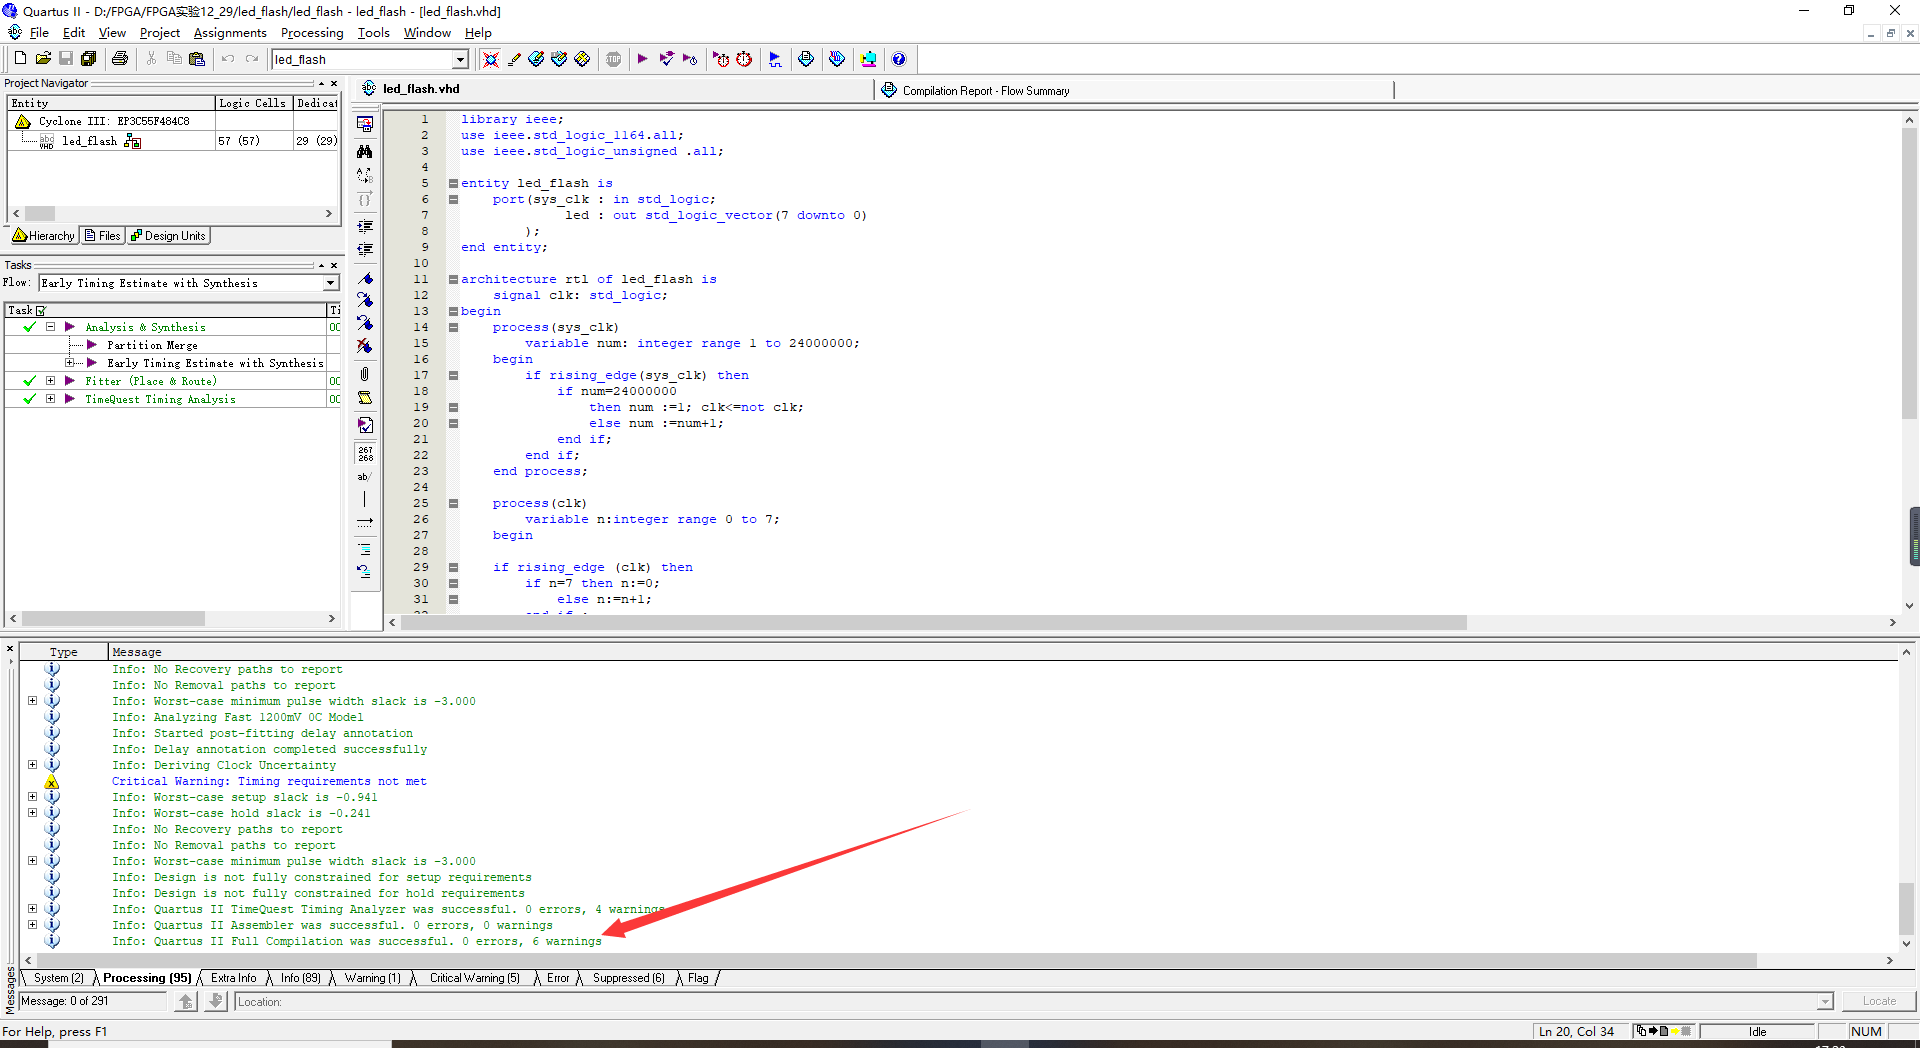 Quartus II - D:/FPGA/FPGA实验12_29/led_flash/led_flash - led_flash - [led_flash.vhd]
File Edit View Project Assignments Processing Tools Window Help
led_flash
STOP
Project Navigator
Entity Logic Cells Dedicat
Cyclone III: EP3C55F484C8
led_flash 57 (57) 29 (29)
Hierarchy Files Design Units
Tasks
Flow: Early Timing Estimate with Synthesis
Task Ti
Analysis & Synthesis 00
Partition Merge
Early Timing Estimate with Synthesis
Fitter (Place & Route) 00
TimeQuest Timing Analysis 00
led_flash.vhd
Compilation Report - Flow Summary
267
268
ab/
1 library ieee;
2 use ieee.std_logic_1164.all;
3 use ieee.std_logic_unsigned .all;
4
5 entity led_flash is
6 port(sys_clk : in std_logic;
7 led : out std_logic_vector(7 downto 0)
8 );
9 end entity;
10
11 architecture rtl of led_flash is
12 signal clk: std_logic;
13 begin
14 process(sys_clk)
15 variable num: integer range 1 to 24000000;
16 begin
17 if rising_edge(sys_clk) then
18 if num=24000000
19 then num :=1; clk<=not clk;
20 else num :=num+1;
21 end if;
22 end if;
23 end process;
24
25 process(clk)
26 variable n:integer range 0 to 7;
27 begin
28
29 if rising_edge (clk) then
30 if n=7 then n:=0;
31 else n:=n+1;
Type Message
Info: No Recovery paths to report
Info: No Removal paths to report
Info: Worst-case minimum pulse width slack is -3.000
Info: Analyzing Fast 1200mV 0C Model
Info: Started post-fitting delay annotation
Info: Delay annotation completed successfully
Info: Deriving Clock Uncertainty
Critical Warning: Timing requirements not met
Info: Worst-case setup slack is -0.941
Info: Worst-case hold slack is -0.241
Info: No Recovery paths to report
Info: No Removal paths to report
Info: Worst-case minimum pulse width slack is -3.000
Info: Design is not fully constrained for setup requirements
Info: Design is not fully constrained for hold requirements
Info: Quartus II TimeQuest Timing Analyzer was successful. 0 errors, 4 warnings
Info: Quartus II Assembler was successful. 0 errors, 0 warnings
Info: Quartus II Full Compilation was successful. 0 errors, 6 warnings
System (2) Processing (95) Extra Info Info (89) Warning (1) Critical Warning (5) Error Suppressed (6) Flag
Messages
Message: 0 of 291 Location: Locate
For Help, press F1 Ln 20, Col 34 Idle NUM